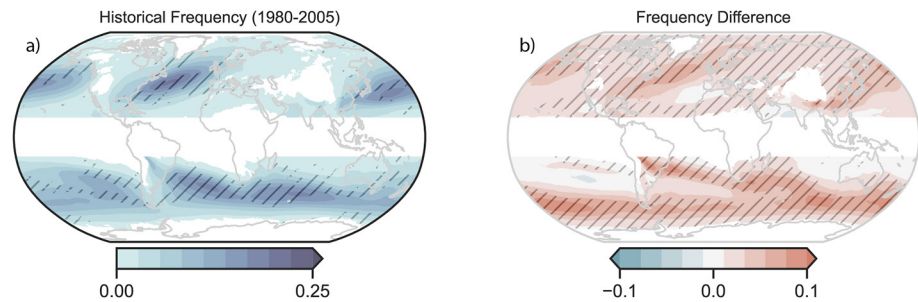 Historical Frequency (1980-2005)
a)
0.00 0.25
Frequency Difference
b)
−0.1 0.0 0.1